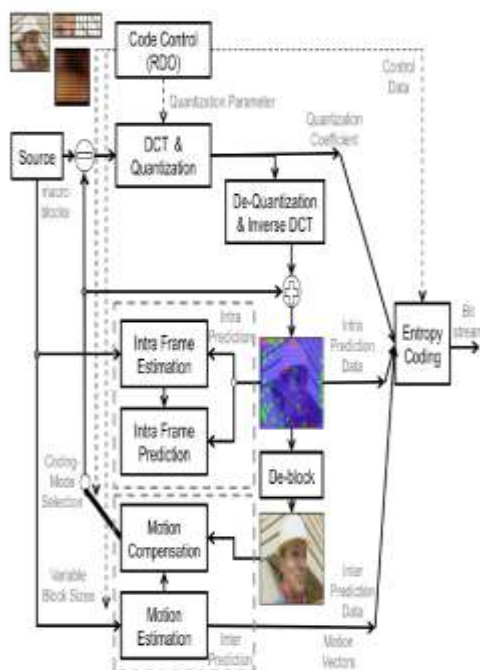 Code Control
(RDO)
Control
Data
Quantization Parameter
Quantization
Coefficient
Source
DCT &
Quantization
macro
blocks
De-Quantization
& Inverse DCT
Intra
Prediction
Intra Frame
Estimation
Intra
Prediction
Data
Entropy
Coding
Bit
stream
Intra Frame
Prediction
De-block
Coding-
Mode
Selection
Motion
Compensation
Variable
Block Sizes
Motion
Estimation
Inter
Prediction
Inter
Prediction
Data
Motion
Vectors